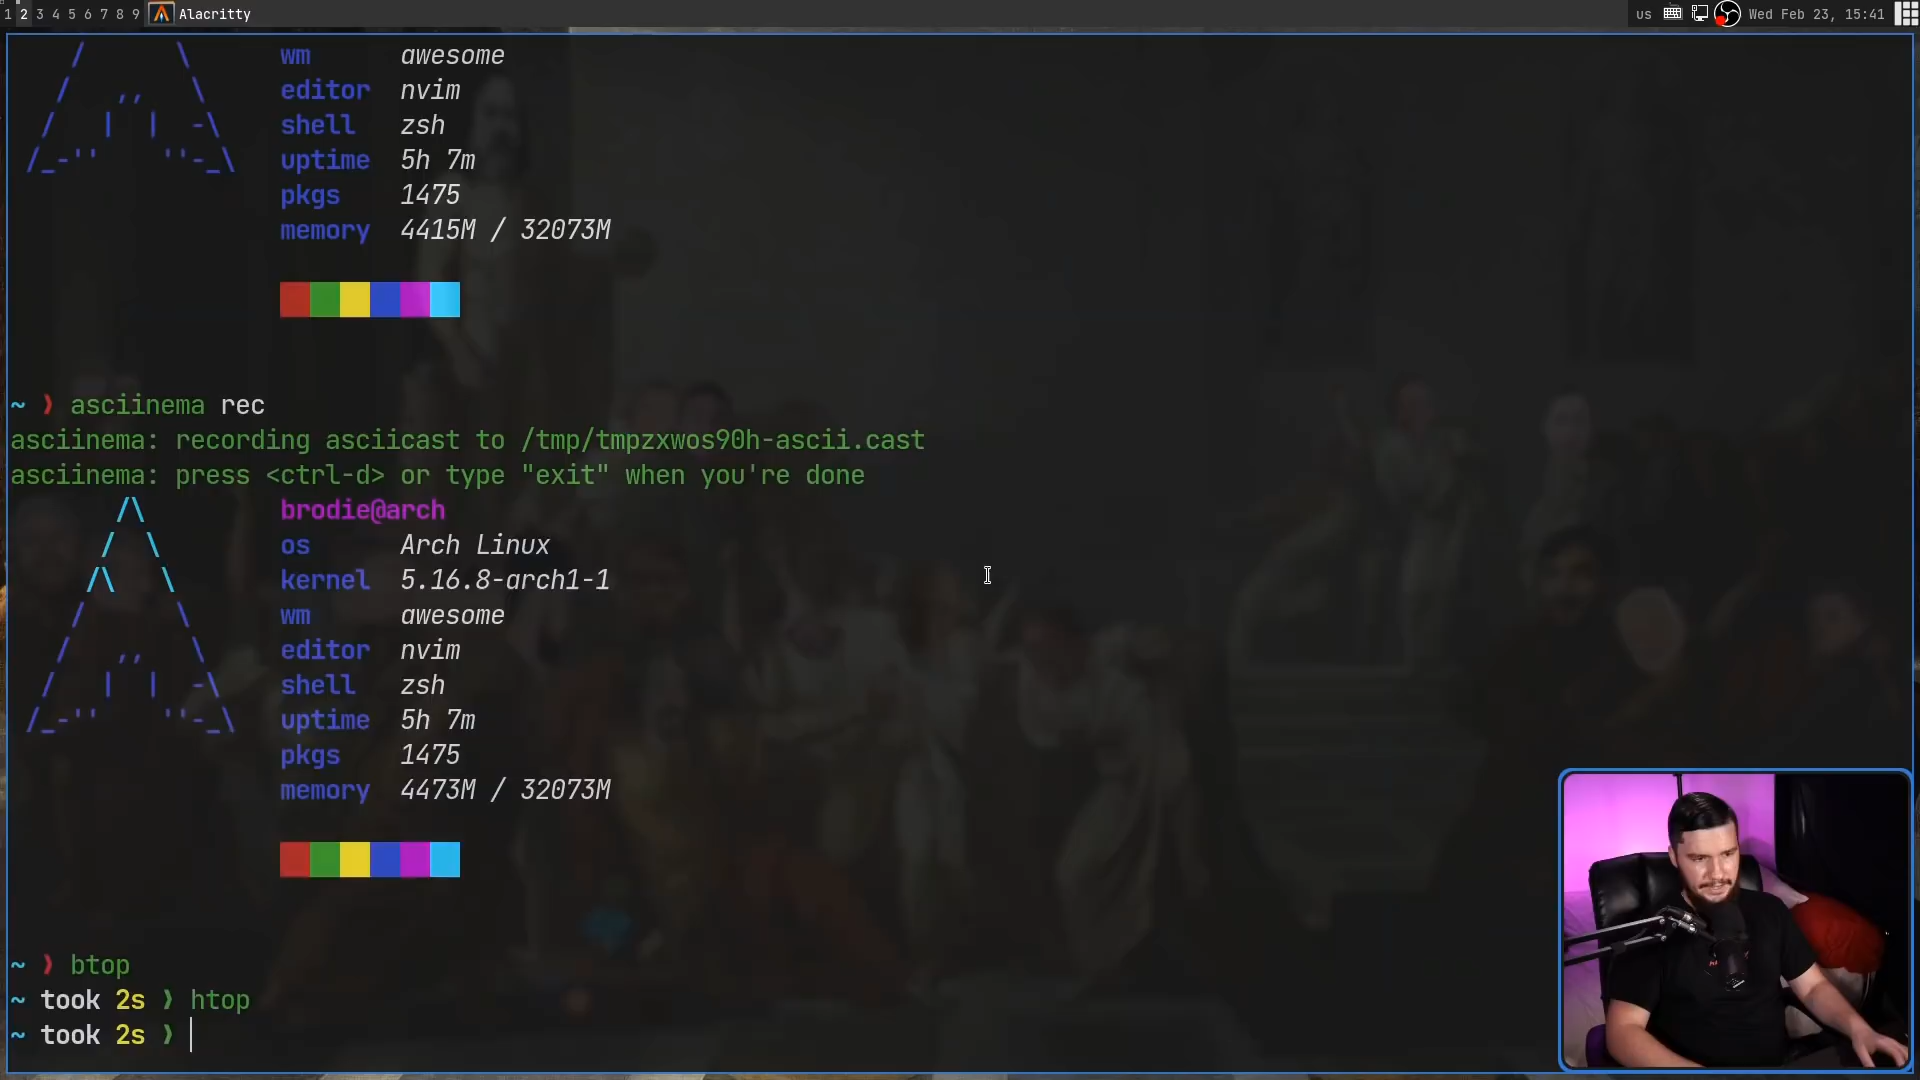 1 2 3 4 5 6 7 8 9 Alacritty us Wed Feb 23, 15:41
wm awesome
editor nvim
shell zsh
uptime 5h 7m
pkgs 1475
memory 4415M / 32073M
~ ❯ asciinema rec
asciinema: recording asciicast to /tmp/tmpzxwos90h-ascii.cast
asciinema: press <ctrl-d> or type "exit" when you're done
brodie@arch
os Arch Linux
kernel 5.16.8-arch1-1
wm awesome
editor nvim
shell zsh
uptime 5h 7m
pkgs 1475
memory 4473M / 32073M
~ ❯ btop
~ took 2s ❯ htop
~ took 2s ❯